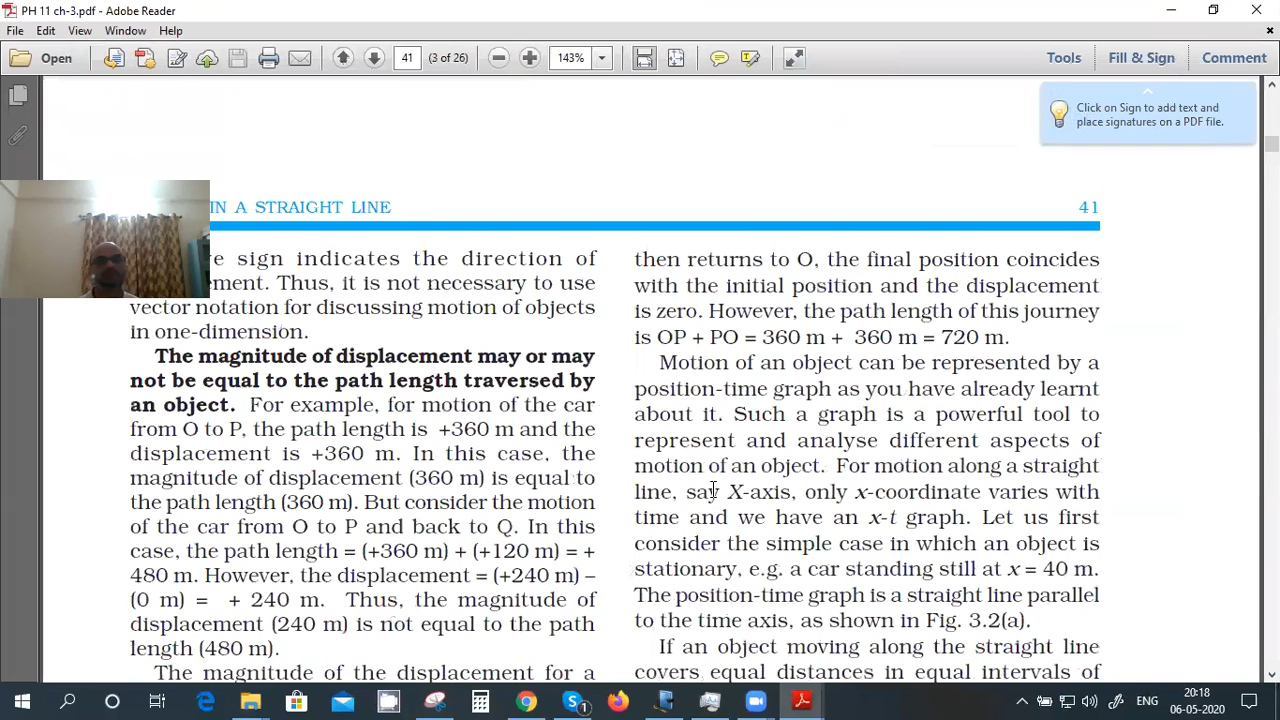 PH 11 ch-3.pdf - Adobe Reader
File Edit View Window Help
Open 41 (3 of 26) 143% Tools Fill & Sign Comment
Click on Sign to add text and
place signatures on a PDF file.
IN A STRAIGHT LINE 41
sign indicates the direction of
Thus, it is not necessary to use
vector notation for discussing motion of objects
in one-dimension.
The magnitude of displacement may or may
not be equal to the path length traversed by
an object. For example, for motion of the car
from O to P, the path length is +360 m and the
displacement is +360 m. In this case, the
magnitude of displacement (360 m) is equal to
the path length (360 m). But consider the motion
of the car from O to P and back to Q. In this
case, the path length = (+360 m) + (+120 m) = +
480 m. However, the displacement = (+240 m) –
(0 m) = + 240 m. Thus, the magnitude of
displacement (240 m) is not equal to the path
length (480 m).
The magnitude of the displacement for a
then returns to O, the final position coincides
with the initial position and the displacement
is zero. However, the path length of this journey
is OP + PO = 360 m + 360 m = 720 m.
Motion of an object can be represented by a
position-time graph as you have already learnt
about it. Such a graph is a powerful tool to
represent and analyse different aspects of
motion of an object. For motion along a straight
line, say X-axis, only x-coordinate varies with
time and we have an x-t graph. Let us first
consider the simple case in which an object is
stationary, e.g. a car standing still at x = 40 m.
The position-time graph is a straight line parallel
to the time axis, as shown in Fig. 3.2(a).
If an object moving along the straight line
covers equal distances in equal intervals of
1
ENG
20:18
06-05-2020